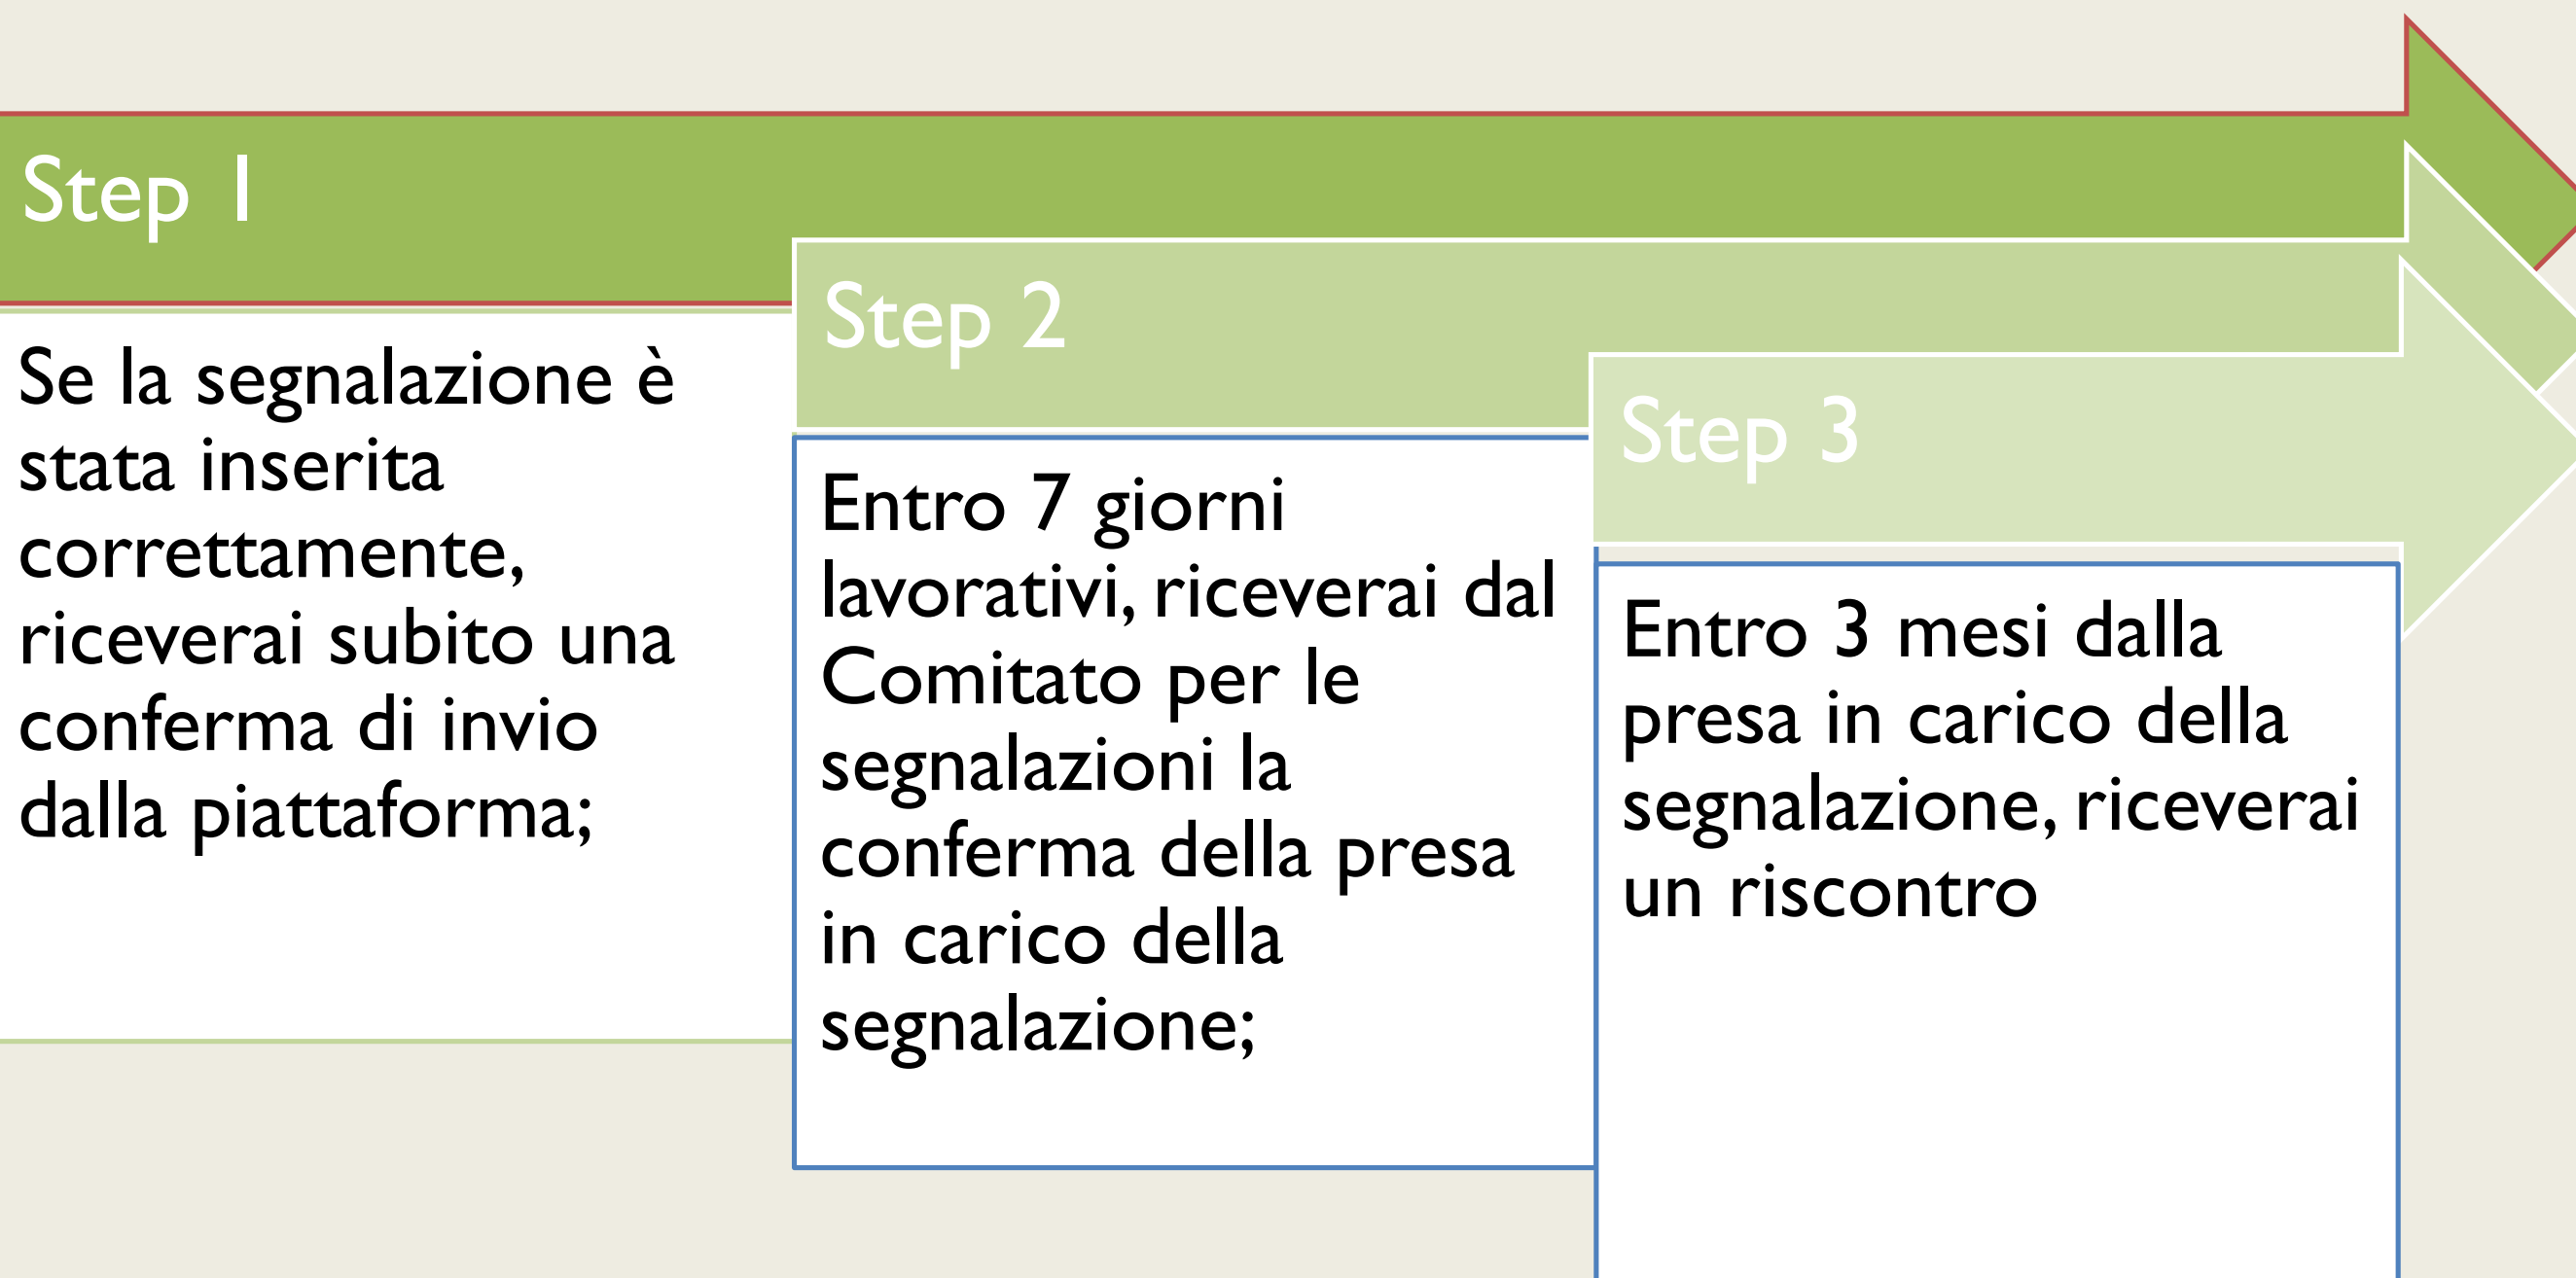 Step 1
Se la segnalazione è
stata inserita
correttamente,
riceverai subito una
conferma di invio
dalla piattaforma;
Step 2
Entro 7 giorni
lavorativi, riceverai dal
Comitato per le
segnalazioni la
conferma della presa
in carico della
segnalazione;
Step 3
Entro 3 mesi dalla
presa in carico della
segnalazione, riceverai
un riscontro